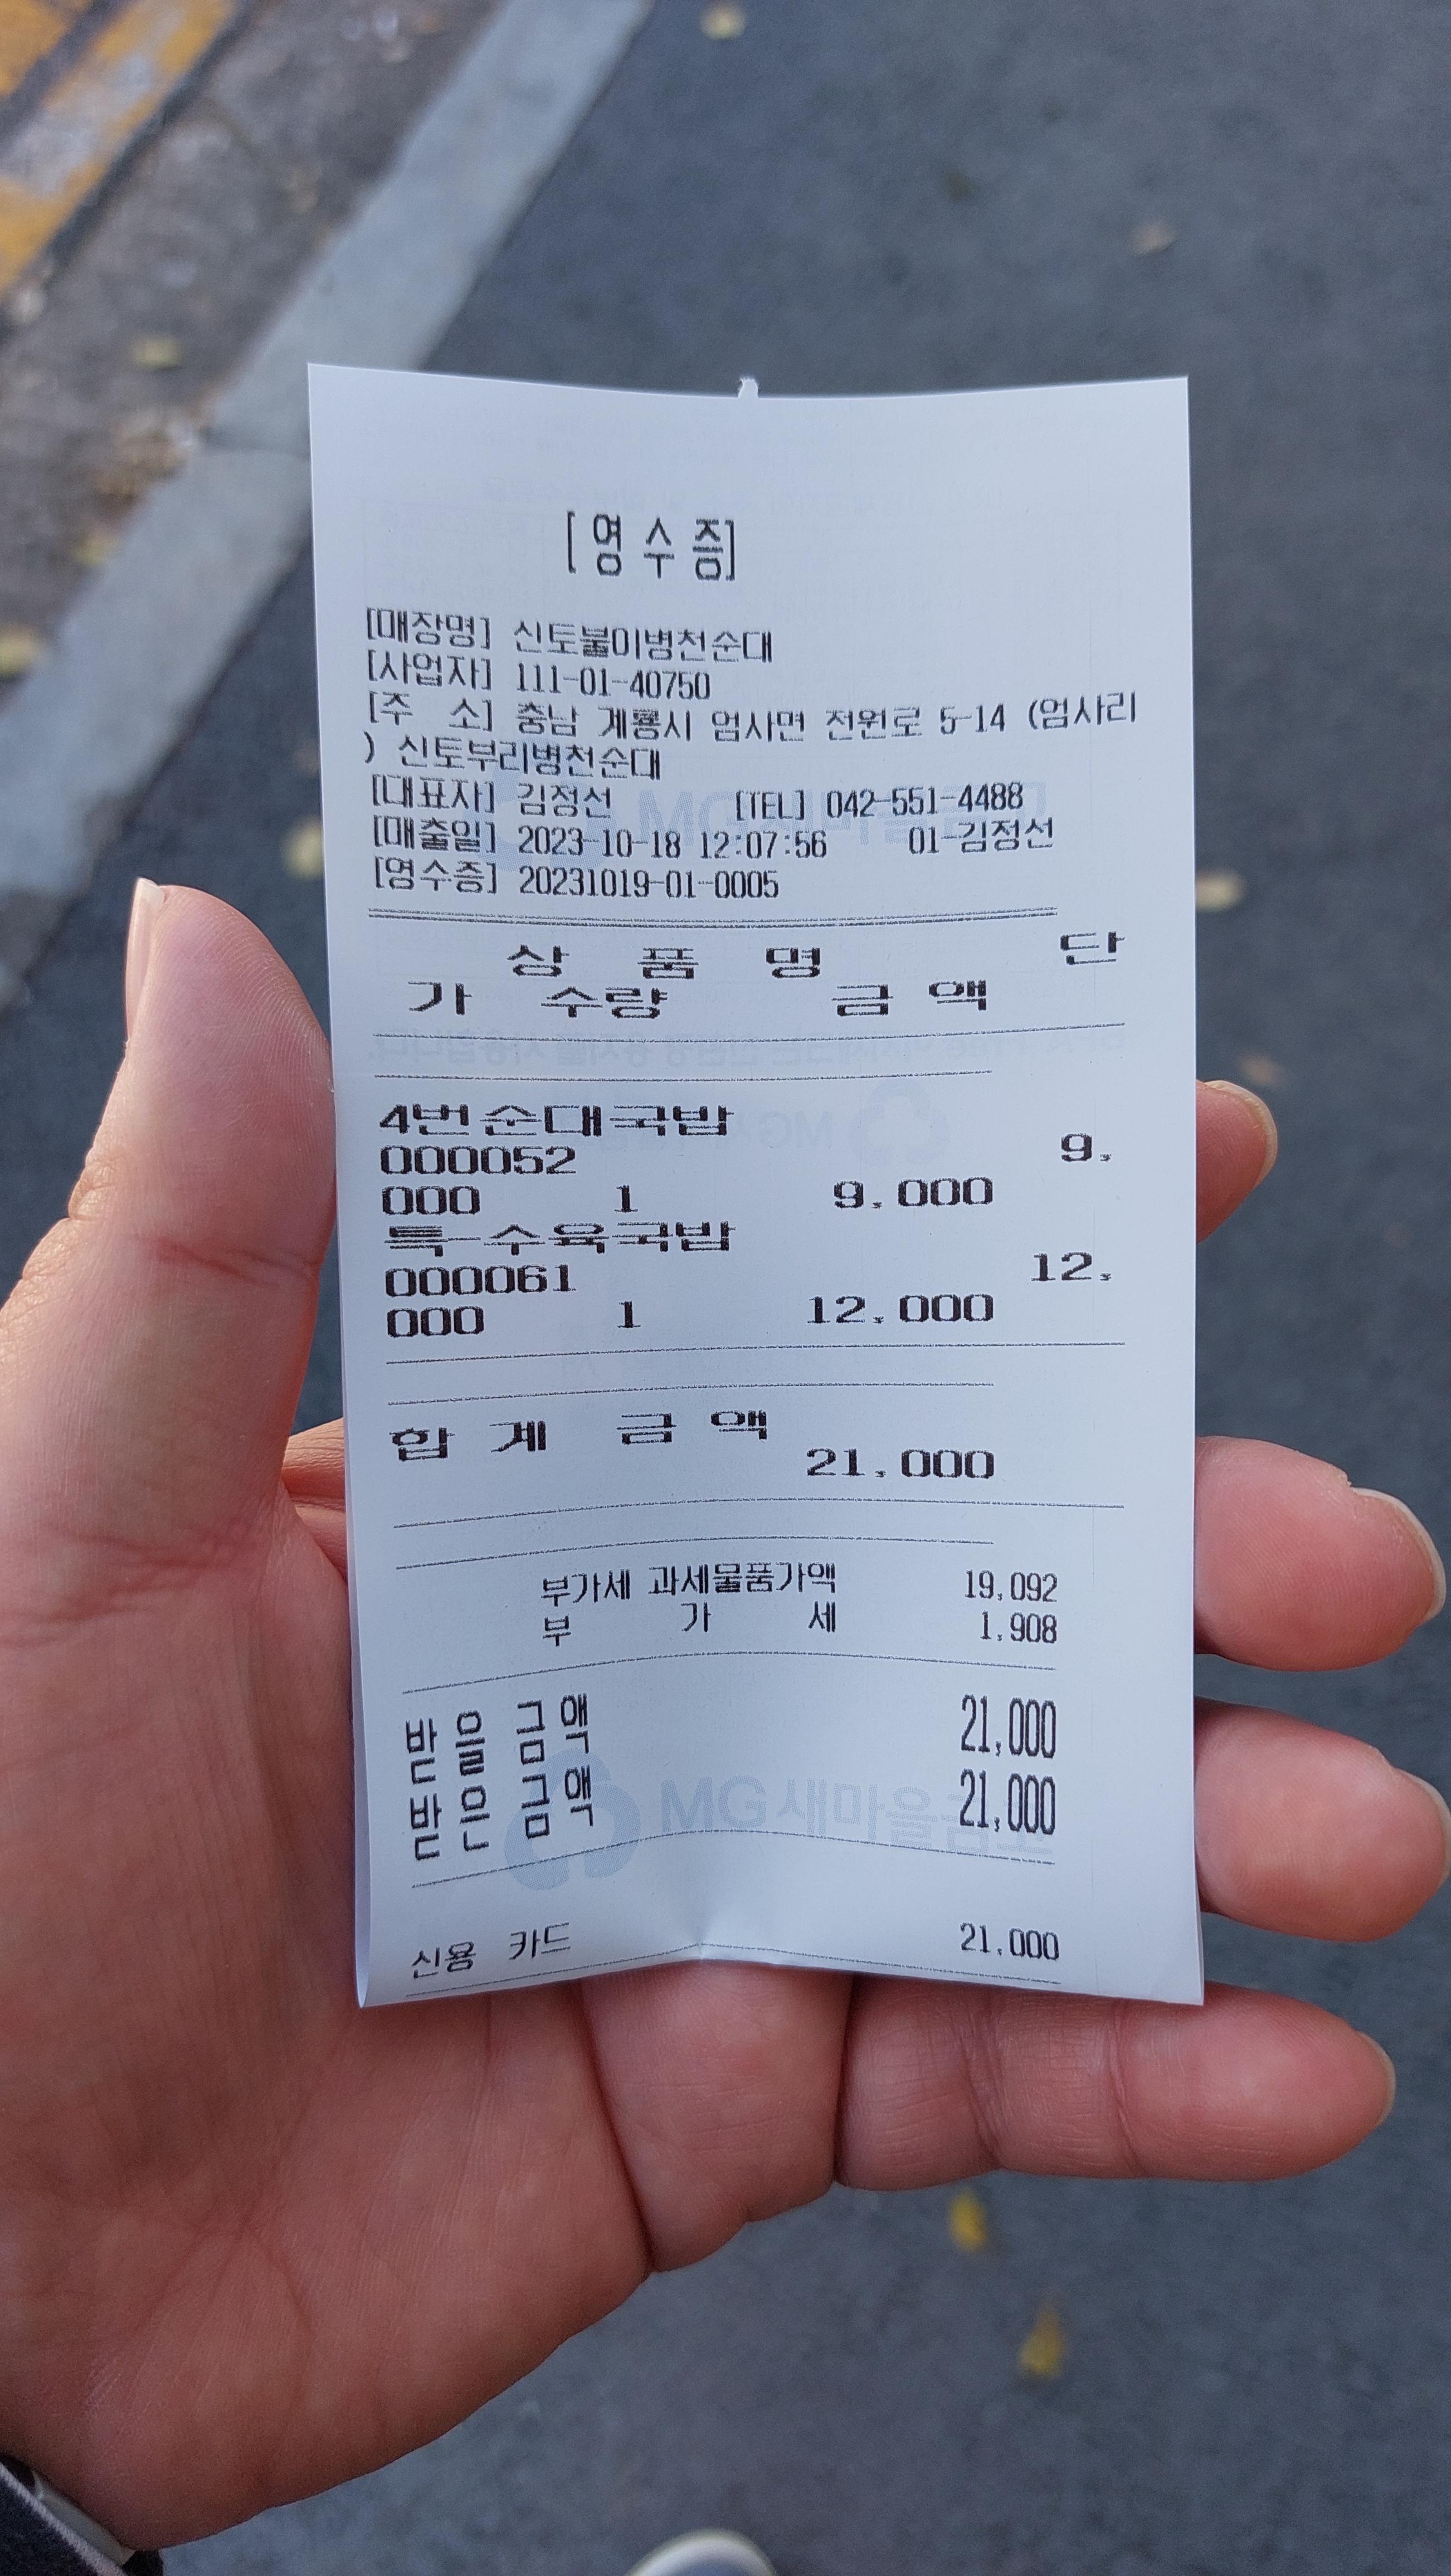 [영수증]
[매장명] 신토불이병천순대
[사업자] 111-01-40750
[주 소] 충남 계룡시 엄사면 전원로 5-14 (엄사리
) 신토부리병천순대
[대표자] 김정선 [TEL] 042-551-4488
[매출일] 2023-10-18 12:07:56 01-김정선
[영수증] 20231019-01-0005
상 품 명 단
가 수량 금 액
4번순대국밥
000052 9,
000 1 9,000
특-수육국밥
000061 12,
000 1 12,000
합 계 금 액
21,000
부가세 과세물품가액 19,092
부 가 세 1,908
받을금액 21,000
받은금액 21,000
MG새마을금고
신용 카드 21,000